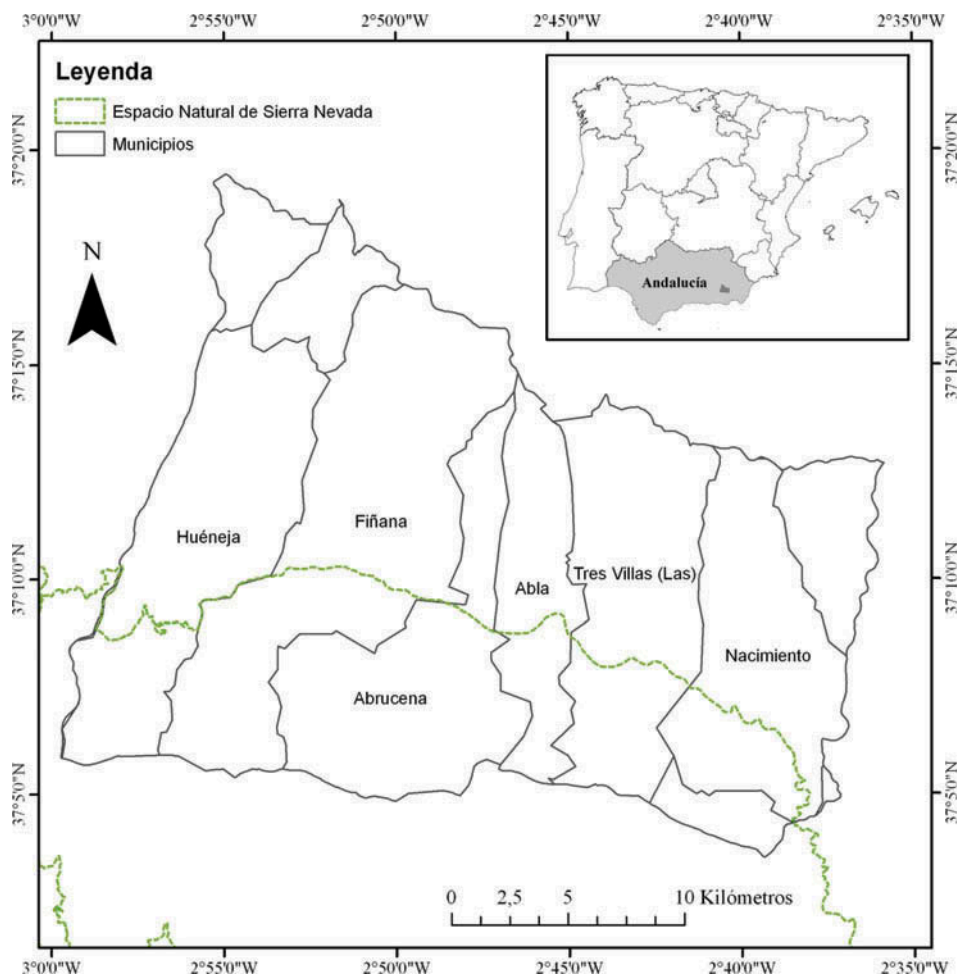 3°0'0"W 2°55'0"W 2°50'0"W 2°45'0"W 2°40'0"W 2°35'0"W
Leyenda
Espacio Natural de Sierra Nevada
Municipios
Andalucía
N
37°20'0"N 37°20'0"N
37°15'0"N 37°15'0"N
37°10'0"N 37°10'0"N
37°5'0"N 37°5'0"N
Huéneja
Fiñana
Abla
Tres Villas (Las)
Nacimiento
Abrucena
0 2,5 5 10 Kilómetros
3°0'0"W 2°55'0"W 2°50'0"W 2°45'0"W 2°40'0"W 2°35'0"W